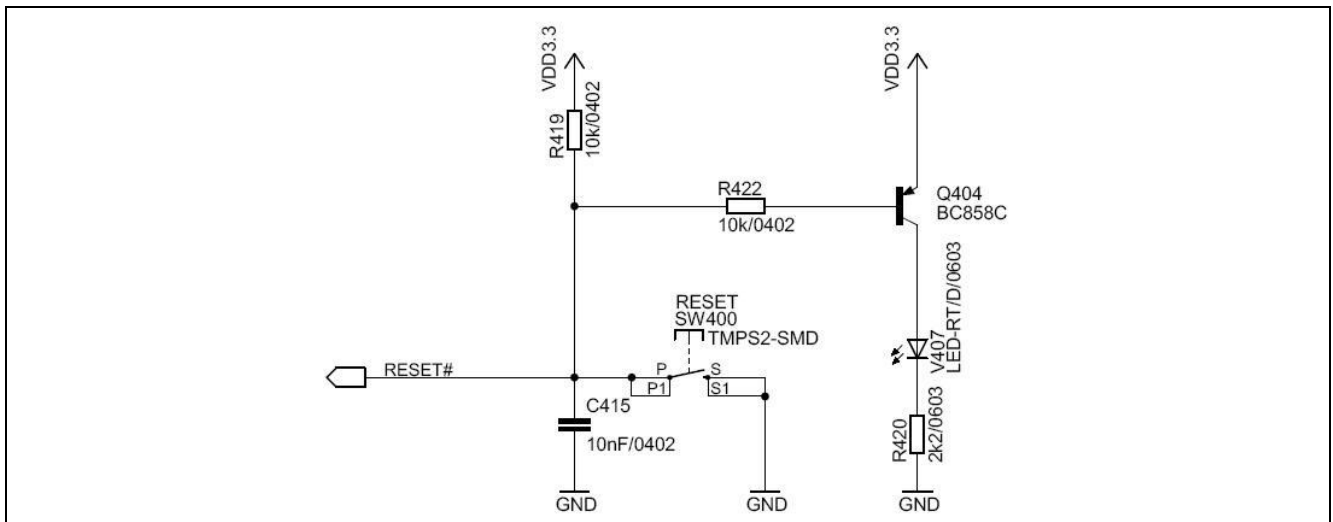 VDD3.3
VDD3.3
R419
10k/0402
R422
10k/0402
Q404
BC858C
RESET
SW400
TMPS2-SMD
V407
LED-RT/D/0603
RESET#
P
S
P1
S1
C415
10nF/0402
R420
2k2/0603
GND
GND
GND